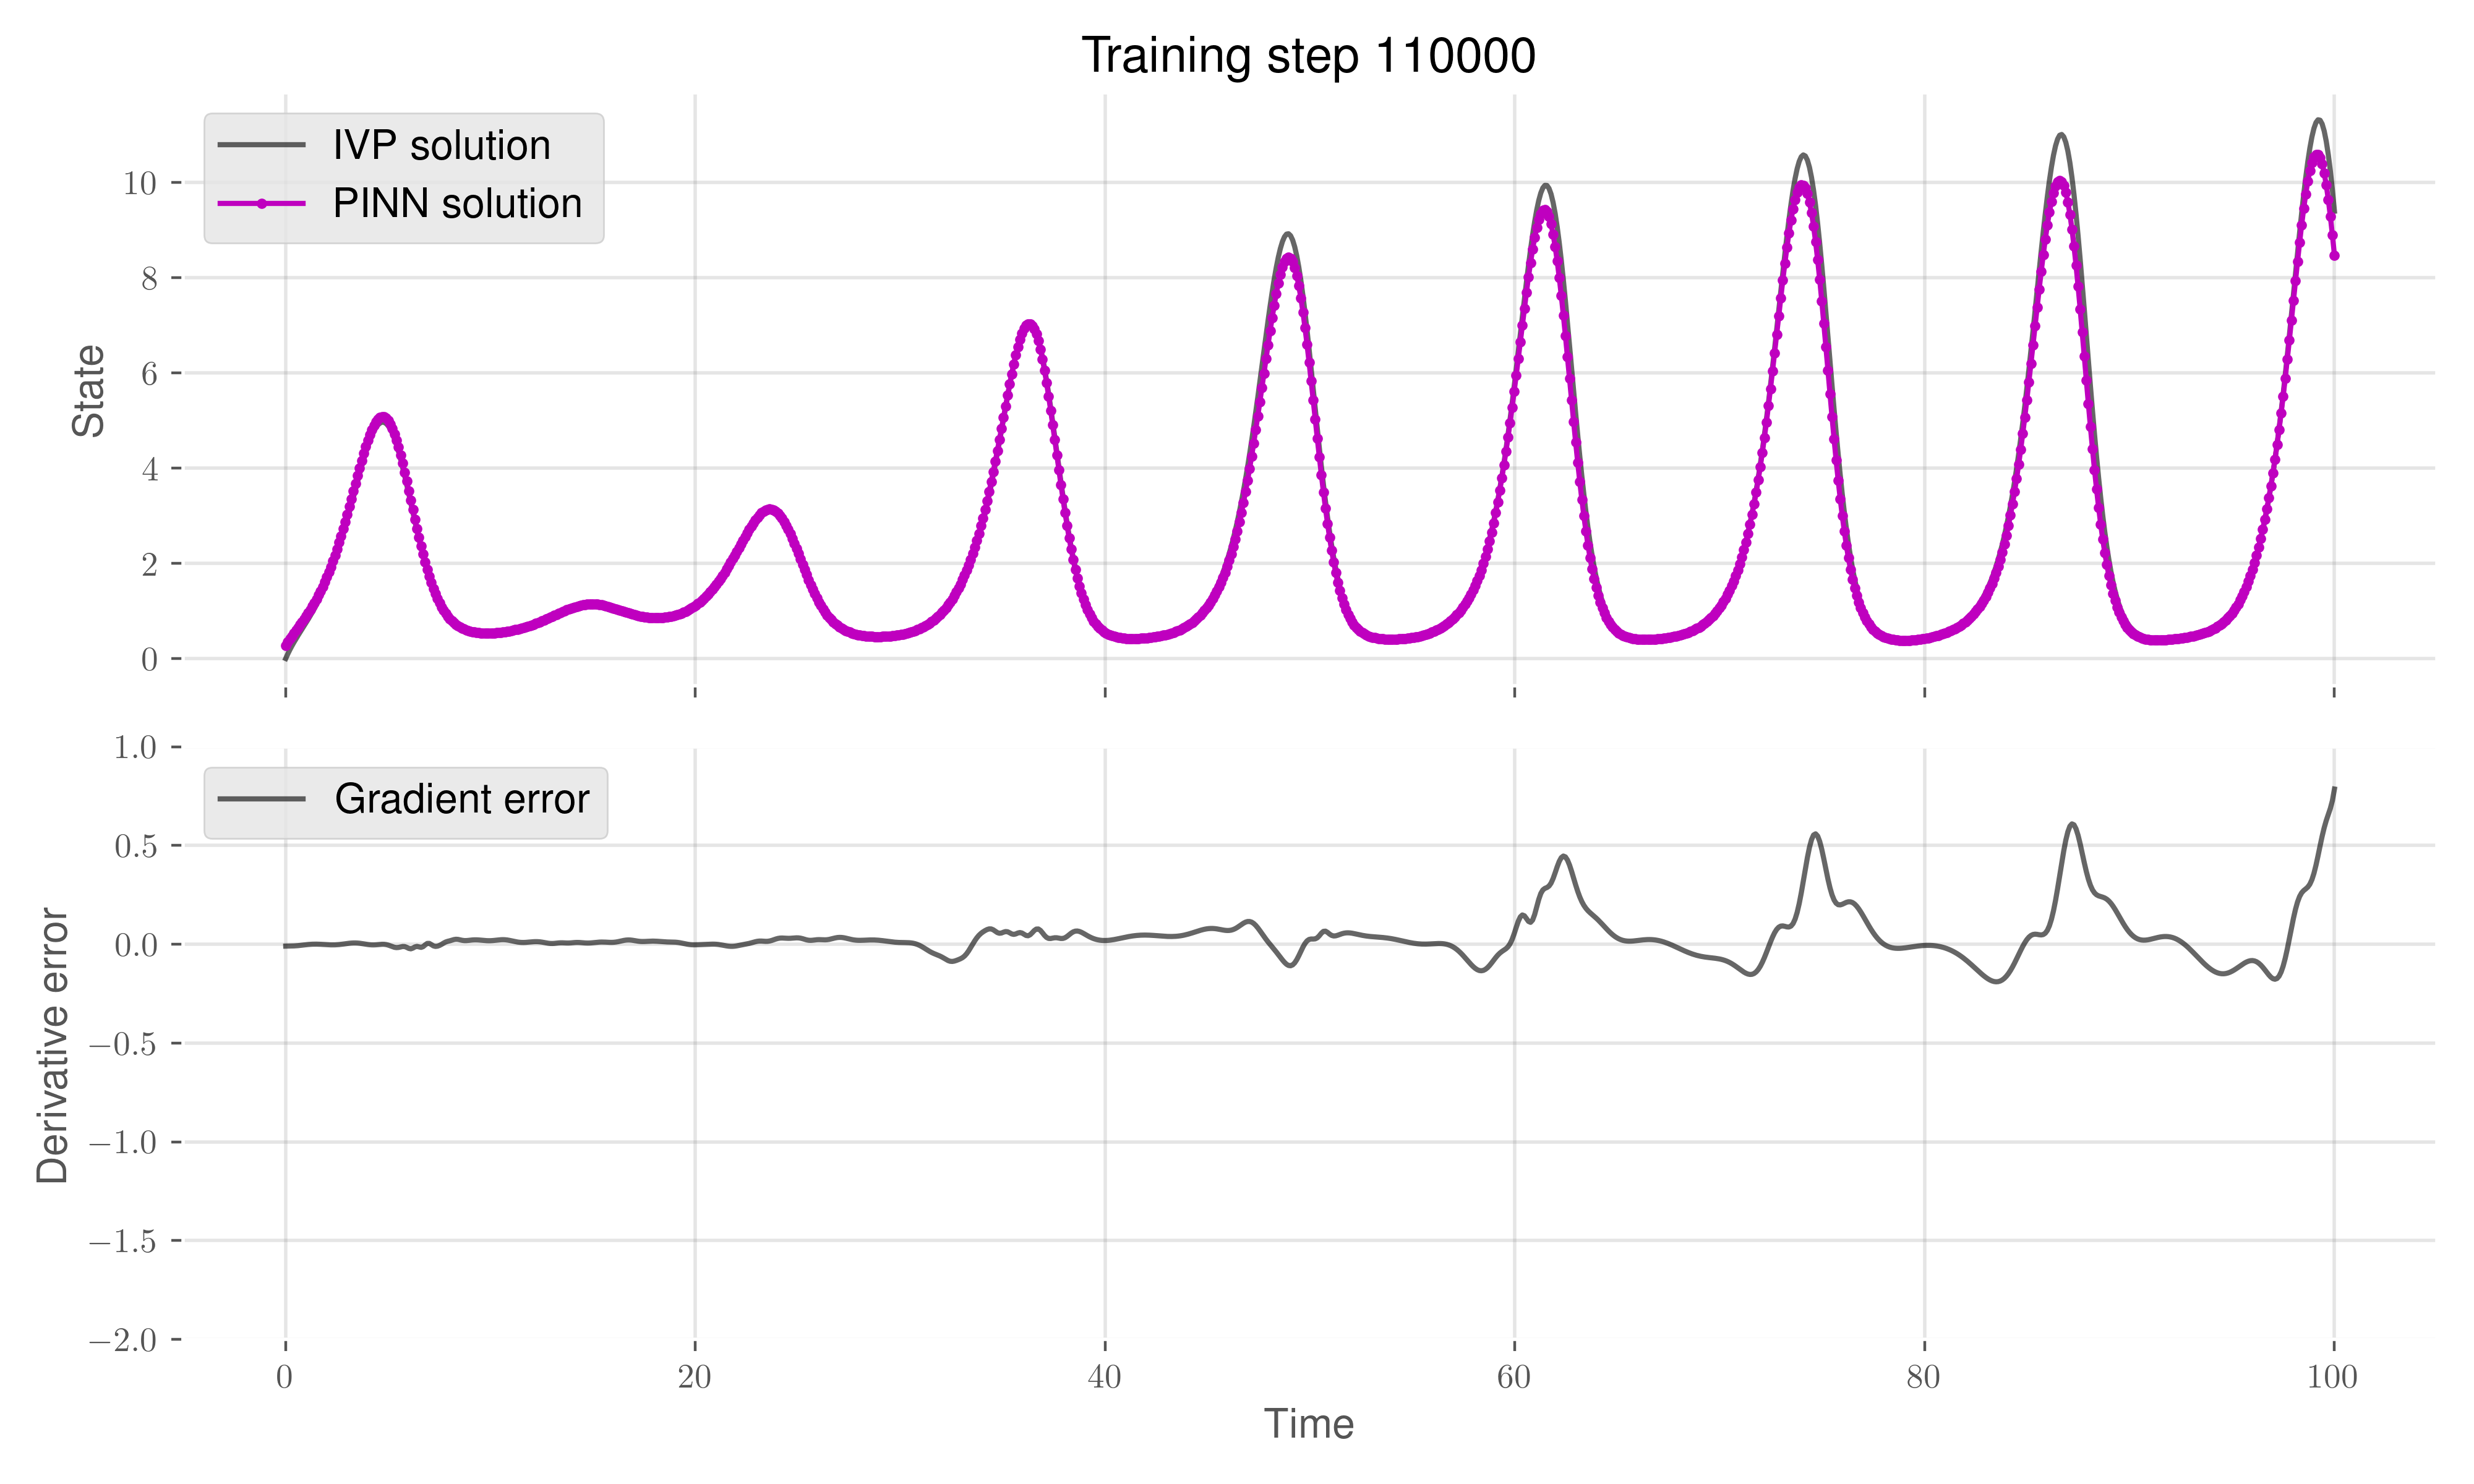 Training step 110000
IVP solution
PINN solution
State
10
8
6
4
2
0
Gradient error
Derivative error
1.0
0.5
0.0
−0.5
−1.0
−1.5
−2.0
0 20 40 60 80 100
Time